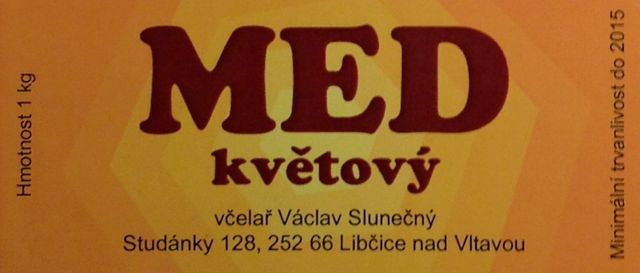 Hmotnost 1 kg
MED
květový
včelař Václav Slunečný
Studánky 128, 252 66 Libčice nad Vltavou
Minimální trvanlivost do 2015